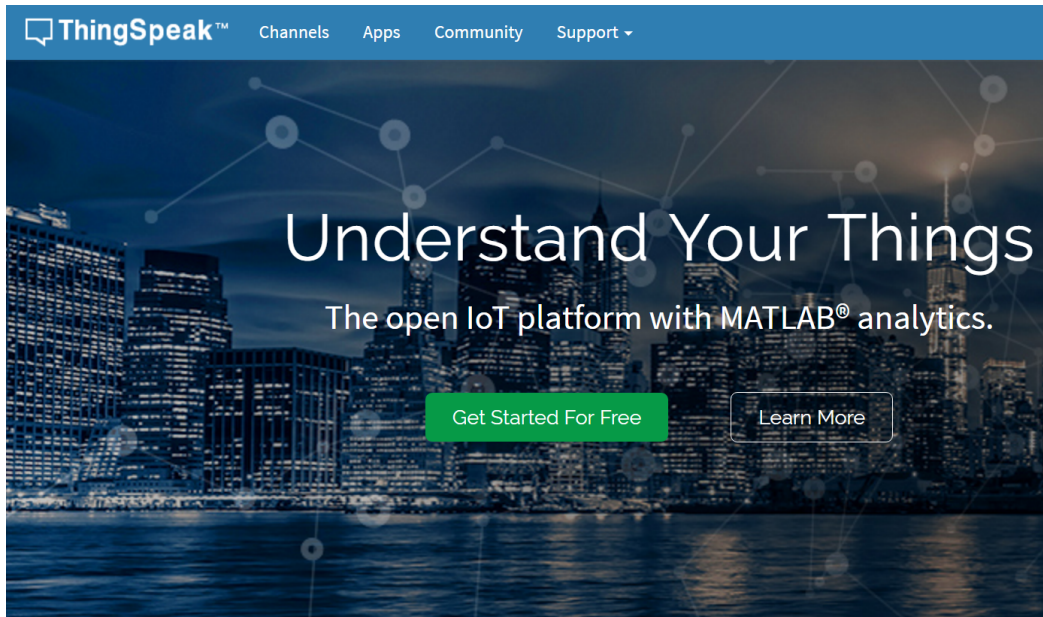 ThingSpeak™ Channels Apps Community Support
Understand Your Things
The open IoT platform with MATLAB® analytics.
Get Started For Free Learn More